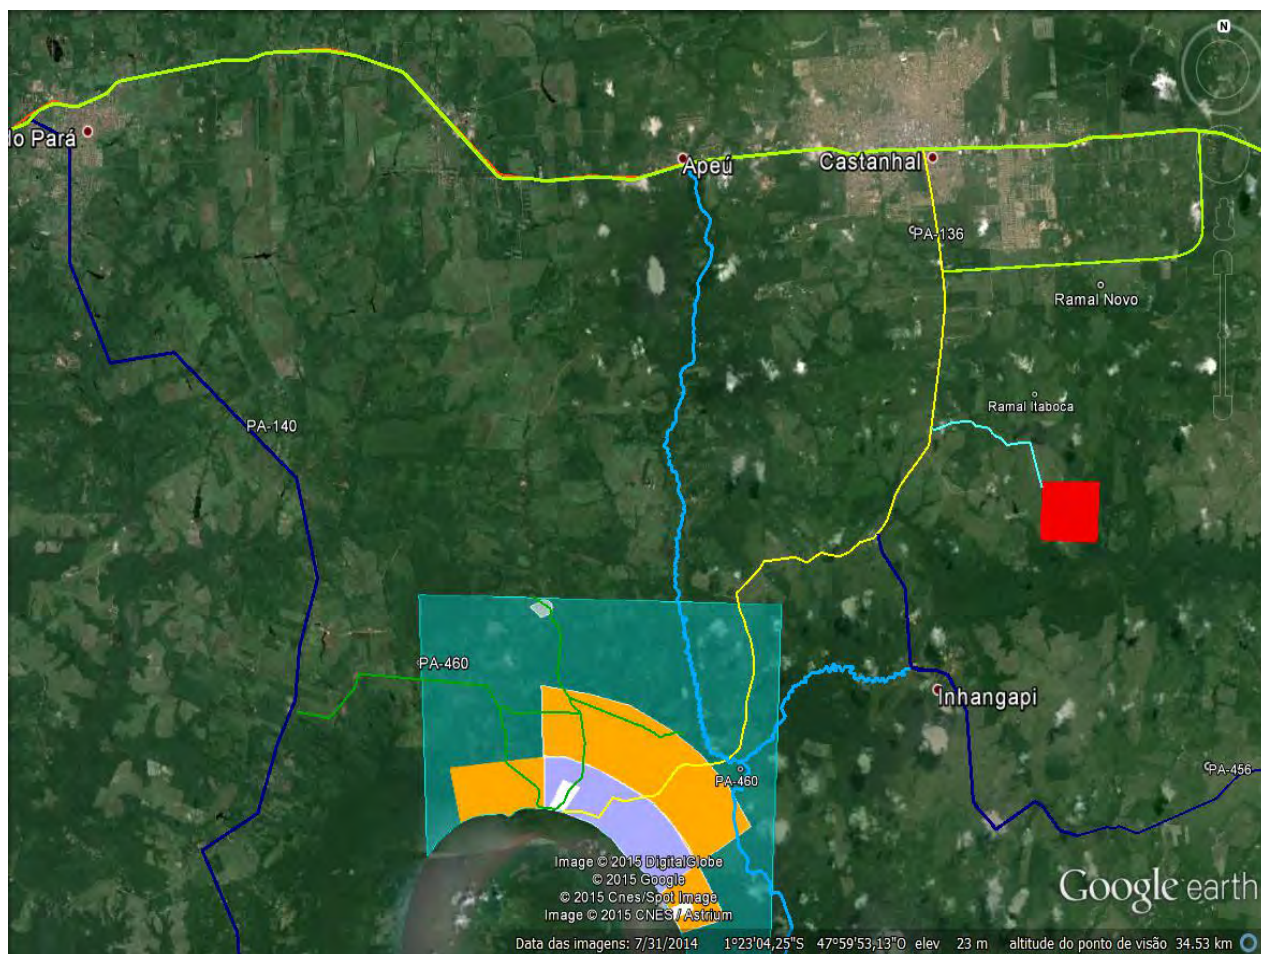 N
do Pará
Apeú
Castanhal
PA-136
Ramal Novo
Ramal Itaboca
PA-140
PA-460
Inhangapi
PA-460
PA-456
Image © 2015 DigitalGlobe
© 2015 Google
© 2015 Cnes/Spot Image
Image © 2015 CNES / Astrium
Google earth
Data das imagens: 7/31/2014 1°23'04,25"S 47°59'53,13"O elev 23 m altitude do ponto de visão 34.53 km